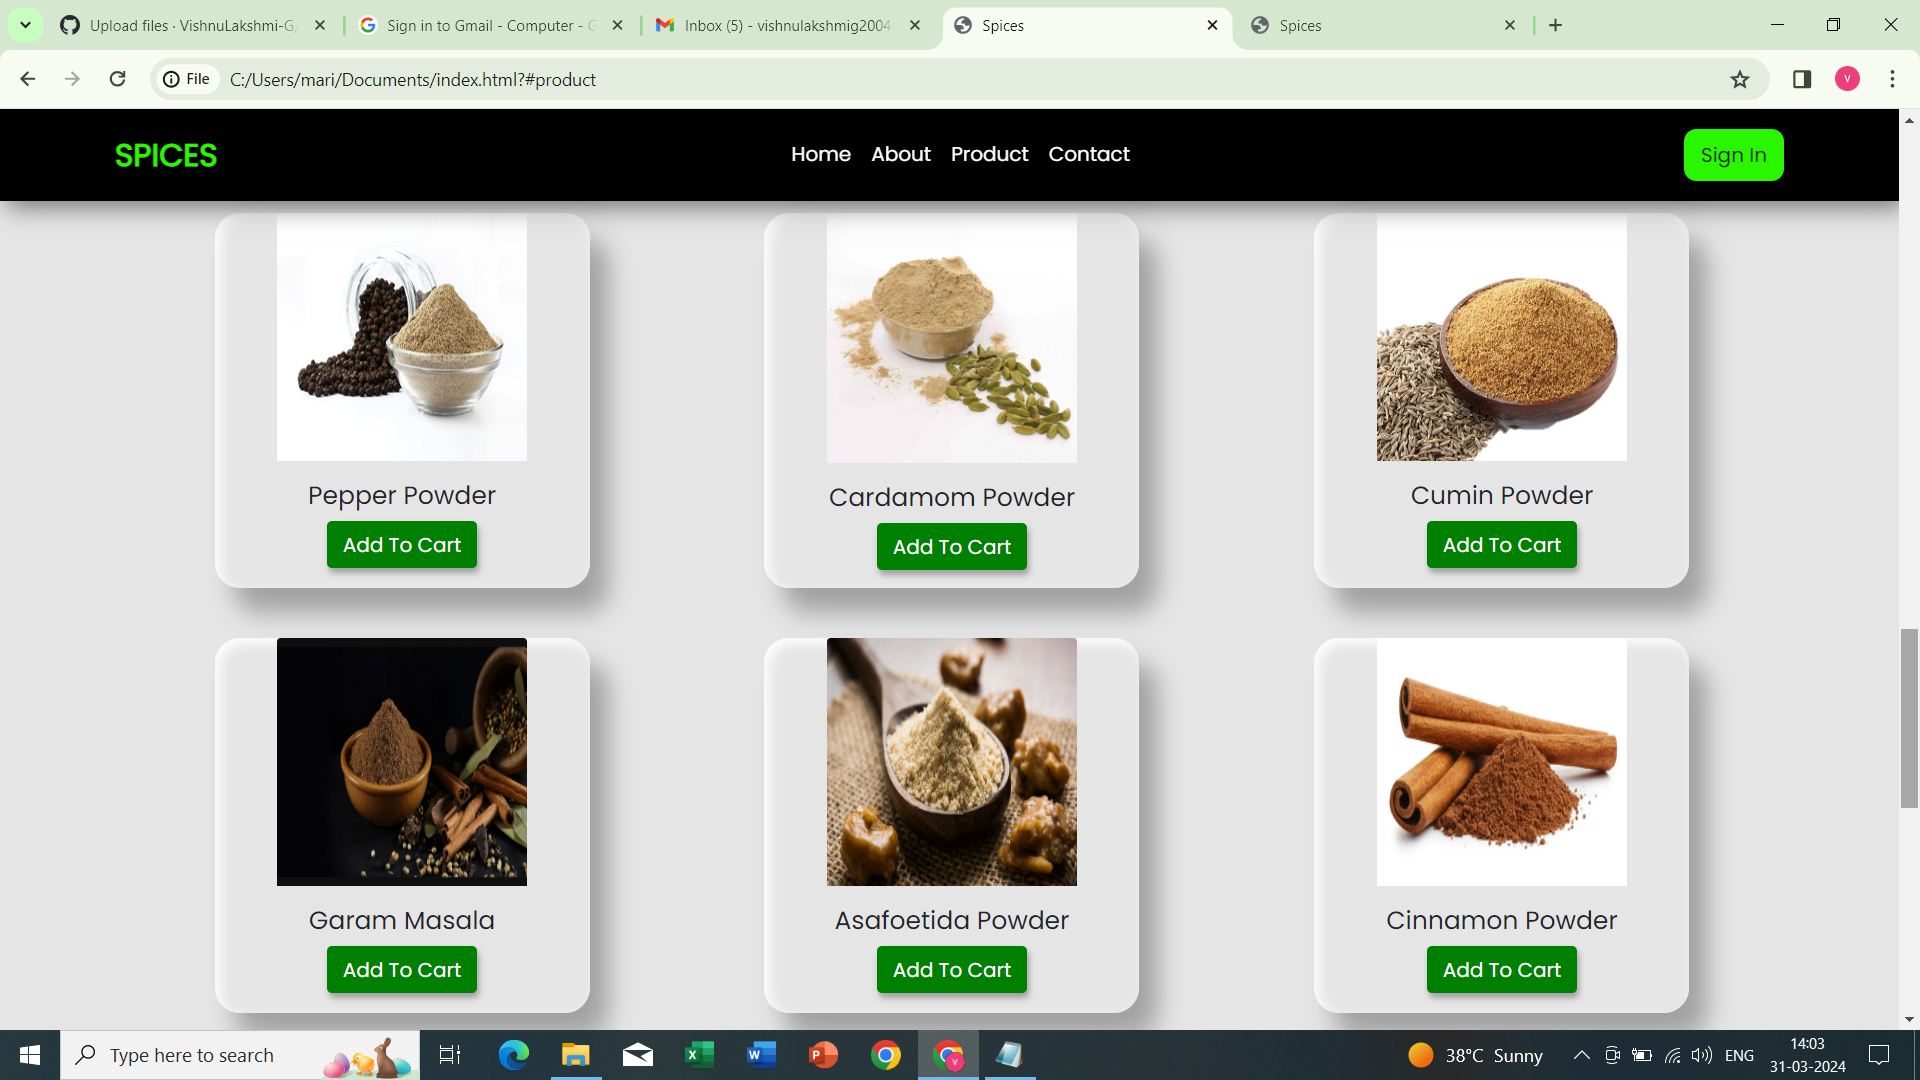 Upload files · VishnuLakshmi-G/
Sign in to Gmail - Computer - G
Inbox (5) - vishnulakshmig2004
Spices
Spices
File
C:/Users/mari/Documents/index.html?#product
V
SPICES
Home About Product Contact
Sign In
Pepper Powder
Cardamom Powder
Cumin Powder
Add To Cart
Add To Cart
Add To Cart
Garam Masala
Asafoetida Powder
Cinnamon Powder
Add To Cart
Add To Cart
Add To Cart
Type here to search
38°C Sunny
ENG
14:03
31-03-2024